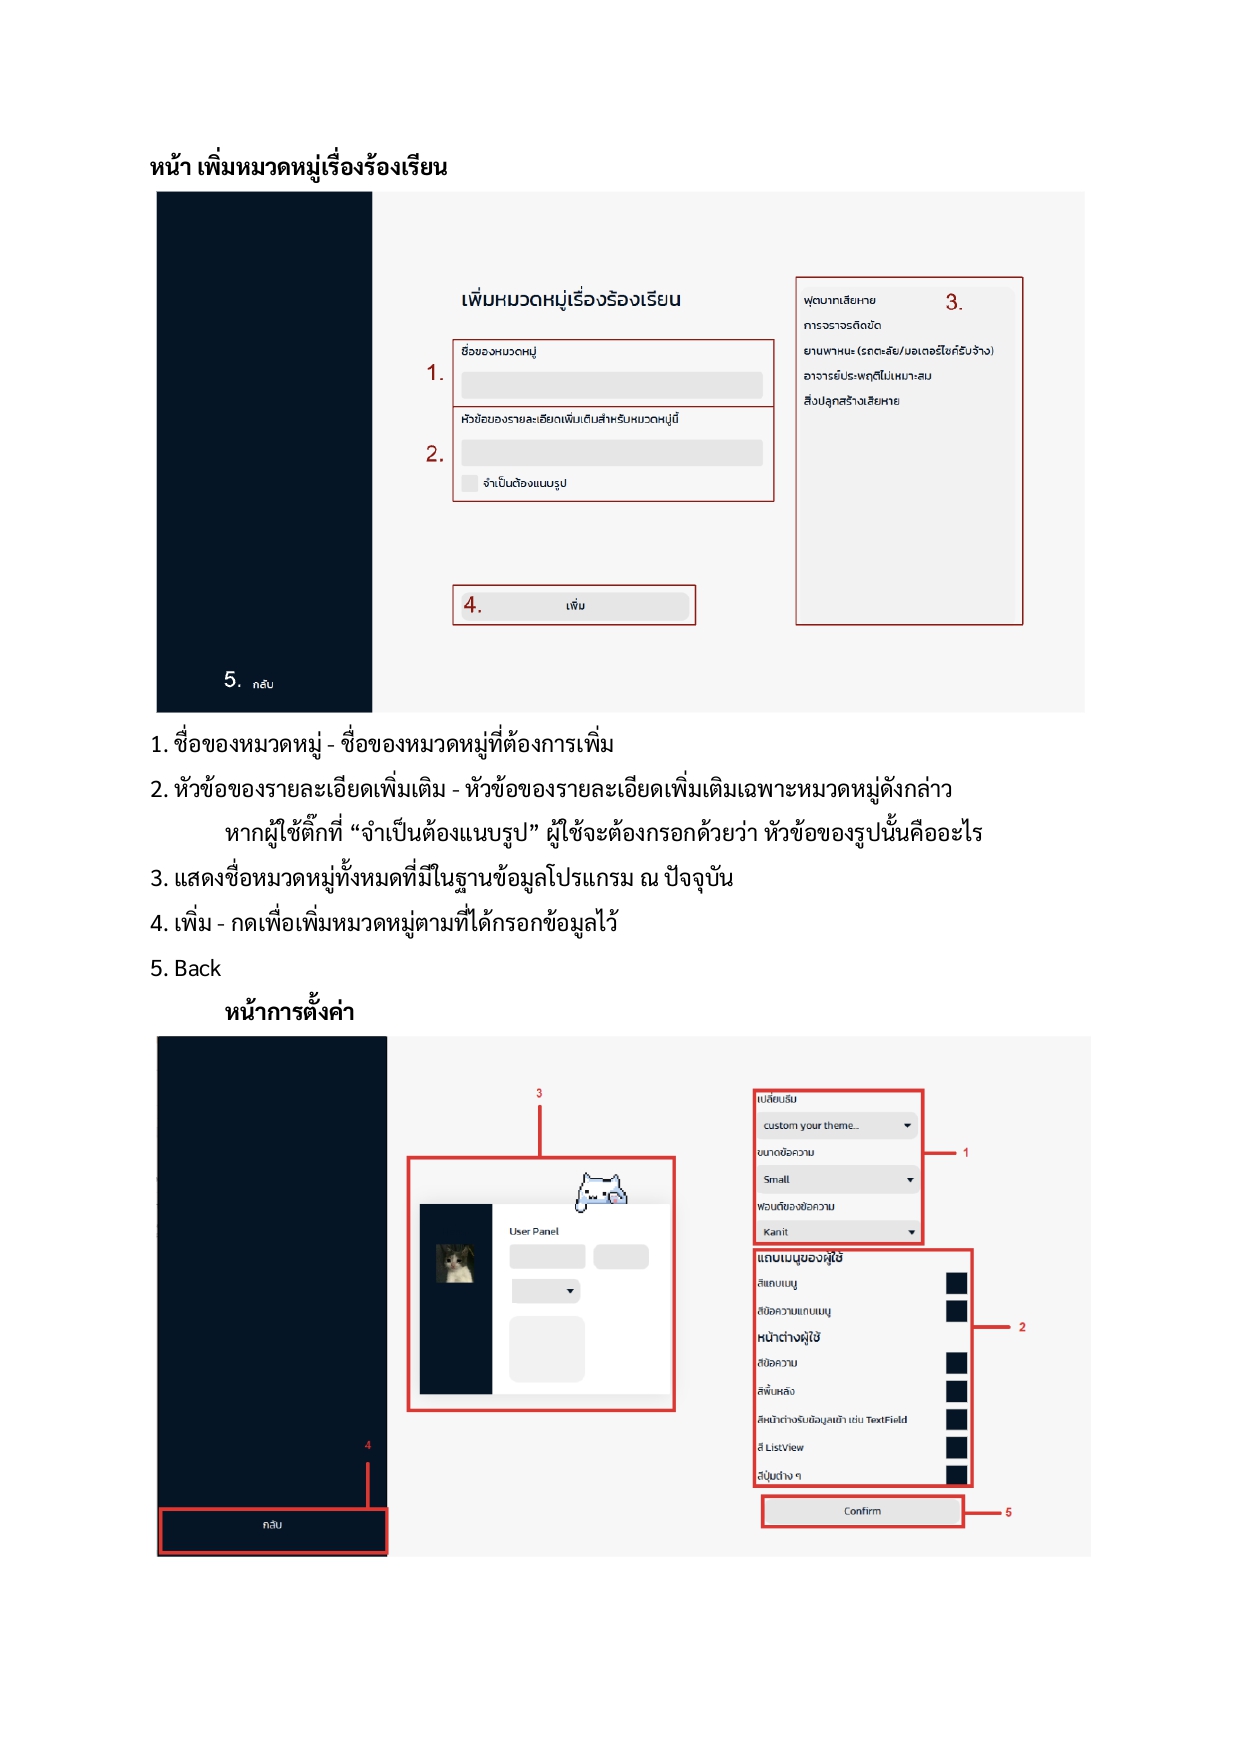 หน้า เพิ่มหมวดหมู่เรื่องร้องเรียน
เพิ่มหมวดหมู่เรื่องร้องเรียน
1.
ชื่อของหมวดหมู่
2.
หัวข้อของรายละเอียดเพิ่มเติมสำหรับหมวดหมู่นี้
จำเป็นต้องแนบรูป
3.
ฟุตบาทเสียหาย
การจราจรติดขัด
ยานพาหนะ (รถตะลัย/มอเตอร์ไซค์รับจ้าง)
อาจารย์ประพฤติไม่เหมาะสม
สิ่งปลูกสร้างเสียหาย
4. เพิ่ม
5. กลับ
1. ชื่อของหมวดหมู่ - ชื่อของหมวดหมู่ที่ต้องการเพิ่ม
2. หัวข้อของรายละเอียดเพิ่มเติม - หัวข้อของรายละเอียดเพิ่มเติมเฉพาะหมวดหมู่ดังกล่าว
หากผู้ใช้ติ๊กที่ “จำเป็นต้องแนบรูป” ผู้ใช้จะต้องกรอกด้วยว่า หัวข้อของรูปนั้นคืออะไร
3. แสดงชื่อหมวดหมู่ทั้งหมดที่มีในฐานข้อมูลโปรแกรม ณ ปัจจุบัน
4. เพิ่ม - กดเพื่อเพิ่มหมวดหมู่ตามที่ได้กรอกข้อมูลไว้
5. Back
หน้าการตั้งค่า
3
User Panel
4
กลับ
เปลี่ยนธีม
custom your theme...
ขนาดข้อความ
1
Small
ฟอนต์ของข้อความ
Kanit
แถบเมนูของผู้ใช้
สีแถบเมนู
สีข้อความแถบเมนู
2
หน้าต่างผู้ใช้
สีข้อความ
สีพื้นหลัง
สีหน้าต่างรับข้อมูลเข้า เช่น TextField
สี ListView
สีปุ่มต่าง ๆ
Confirm
5